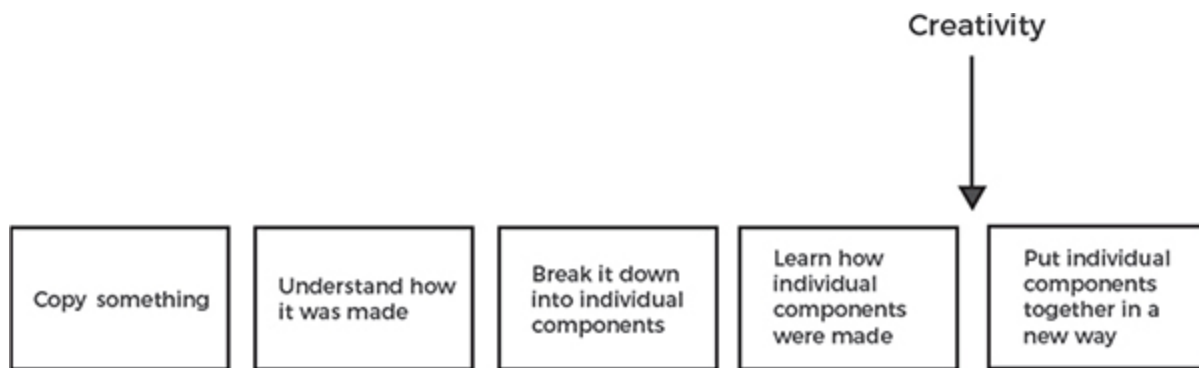 Creativity
Copy something
Understand how
it was made
Break it down
into individual
components
Learn how
individual
components
were made
Put individual
components
together in a
new way